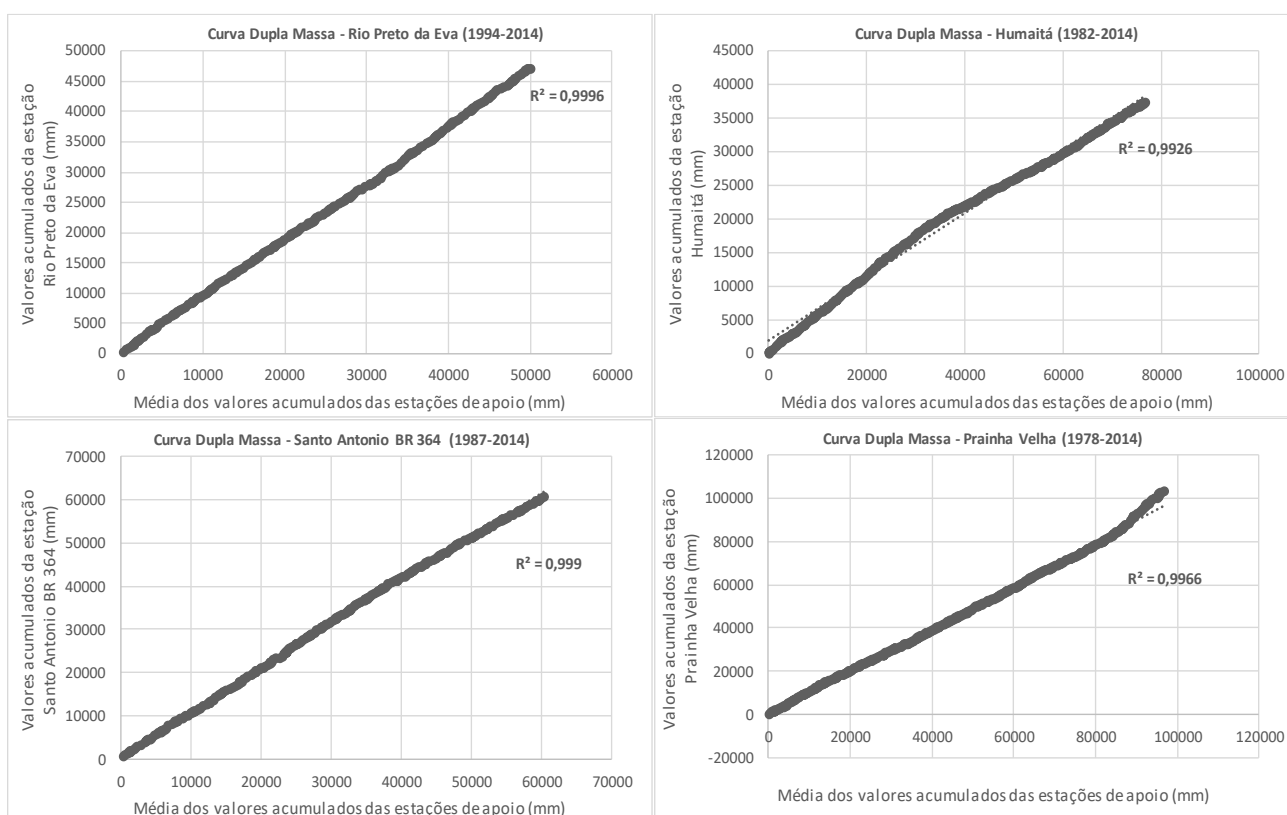 Curva Dupla Massa - Rio Preto da Eva (1994-2014)
Valores acumulados da estação
Rio Preto da Eva (mm)
50000
45000
40000
35000
30000
25000
20000
15000
10000
5000
0
R² = 0,9996
0 10000 20000 30000 40000 50000 60000
Média dos valores acumulados das estações de apoio (mm)
Curva Dupla Massa - Humaitá (1982-2014)
Valores acumulados da estação
Humaitá (mm)
45000
40000
35000
30000
25000
20000
15000
10000
5000
0
R² = 0,9926
0 20000 40000 60000 80000 100000
Média dos valores acumulados das estações de apoio (mm)
Curva Dupla Massa - Santo Antonio BR 364 (1987-2014)
Valores acumulados da estação
Santo Antonio BR 364 (mm)
70000
60000
50000
40000
30000
20000
10000
0
R² = 0,999
0 10000 20000 30000 40000 50000 60000 70000
Média dos valores acumulados das estações de apoio (mm)
Curva Dupla Massa - Prainha Velha (1978-2014)
Valores acumulados da estação
Prainha Velha (mm)
120000
100000
80000
60000
40000
20000
0
-20000
R² = 0,9966
0 20000 40000 60000 80000 100000 120000
Média dos valores acumulados das estações de apoio (mm)